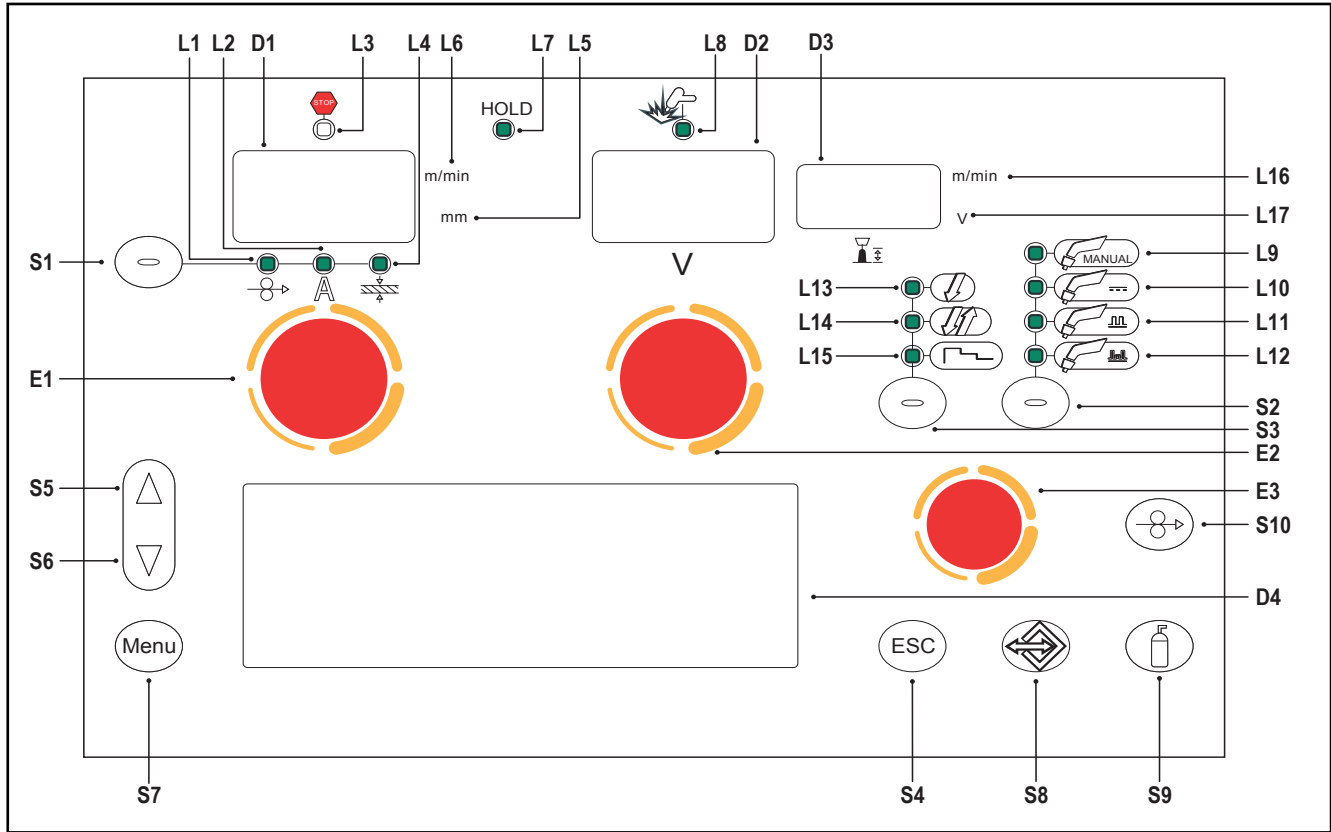 L1 L2 D1 L3 L4 L6 L7 L5 L8 D2 D3
STOP
HOLD
m/min
mm
m/min
V
L16
L17
S1
A
V
MANUAL
L9
L13
L10
L14
L11
L15
L12
E1
S2
S3
E2
S5
E3
S10
S6
D4
Menu
ESC
S7
S4
S8
S9